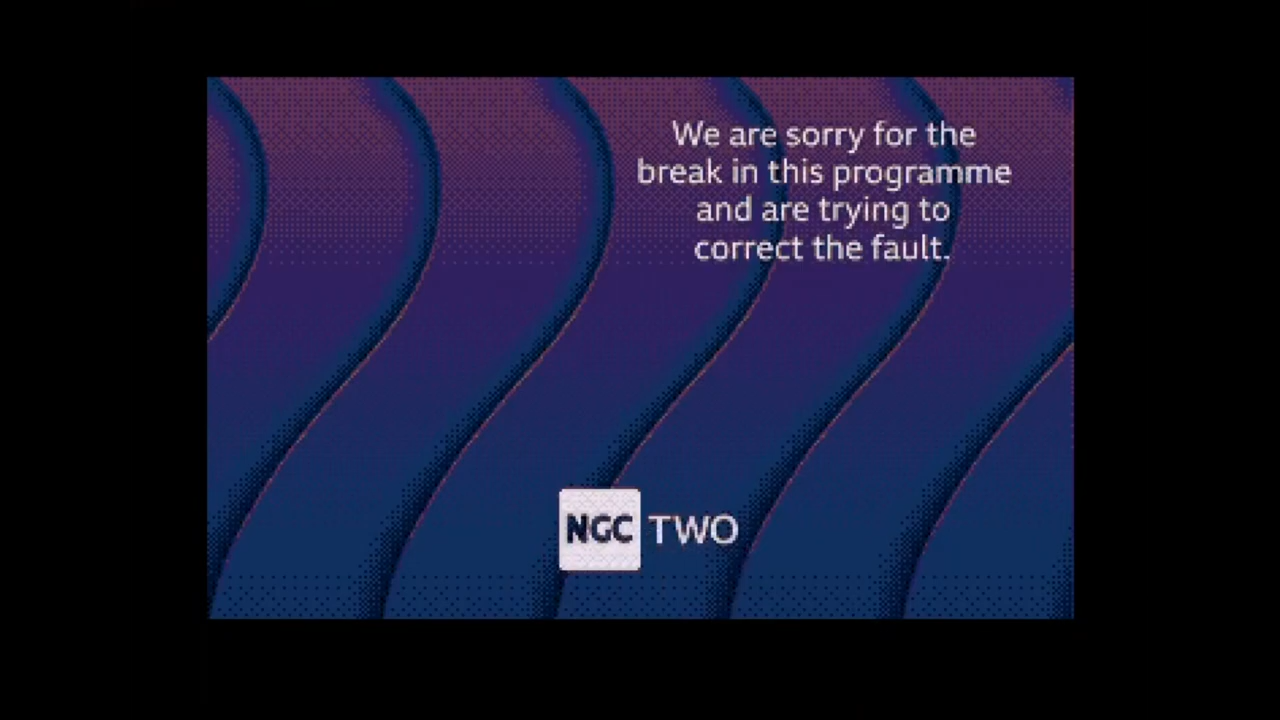 We are sorry for the
break in this programme
and are trying to
correct the fault.
NGC TWO